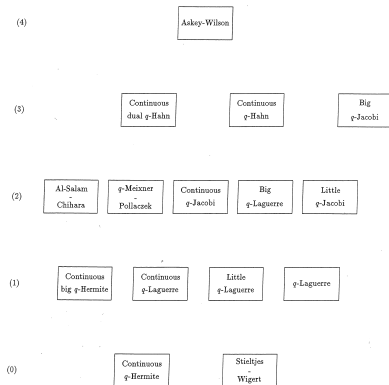 (4)
Askey-Wilson
(3)
Continuous
dual q-Hahn
Continuous
q-Hahn
Big
q-Jacobi
(2)
Al-Salam
-
Chihara
q-Meixner
-
Pollaczek
Continuous
q-Jacobi
Big
q-Laguerre
Little
q-Jacobi
(1)
Continuous
big q-Hermite
Continuous
q-Laguerre
Little
q-Laguerre
q-Laguerre
(0)
Continuous
q-Hermite
Stieltjes
-
Wigert